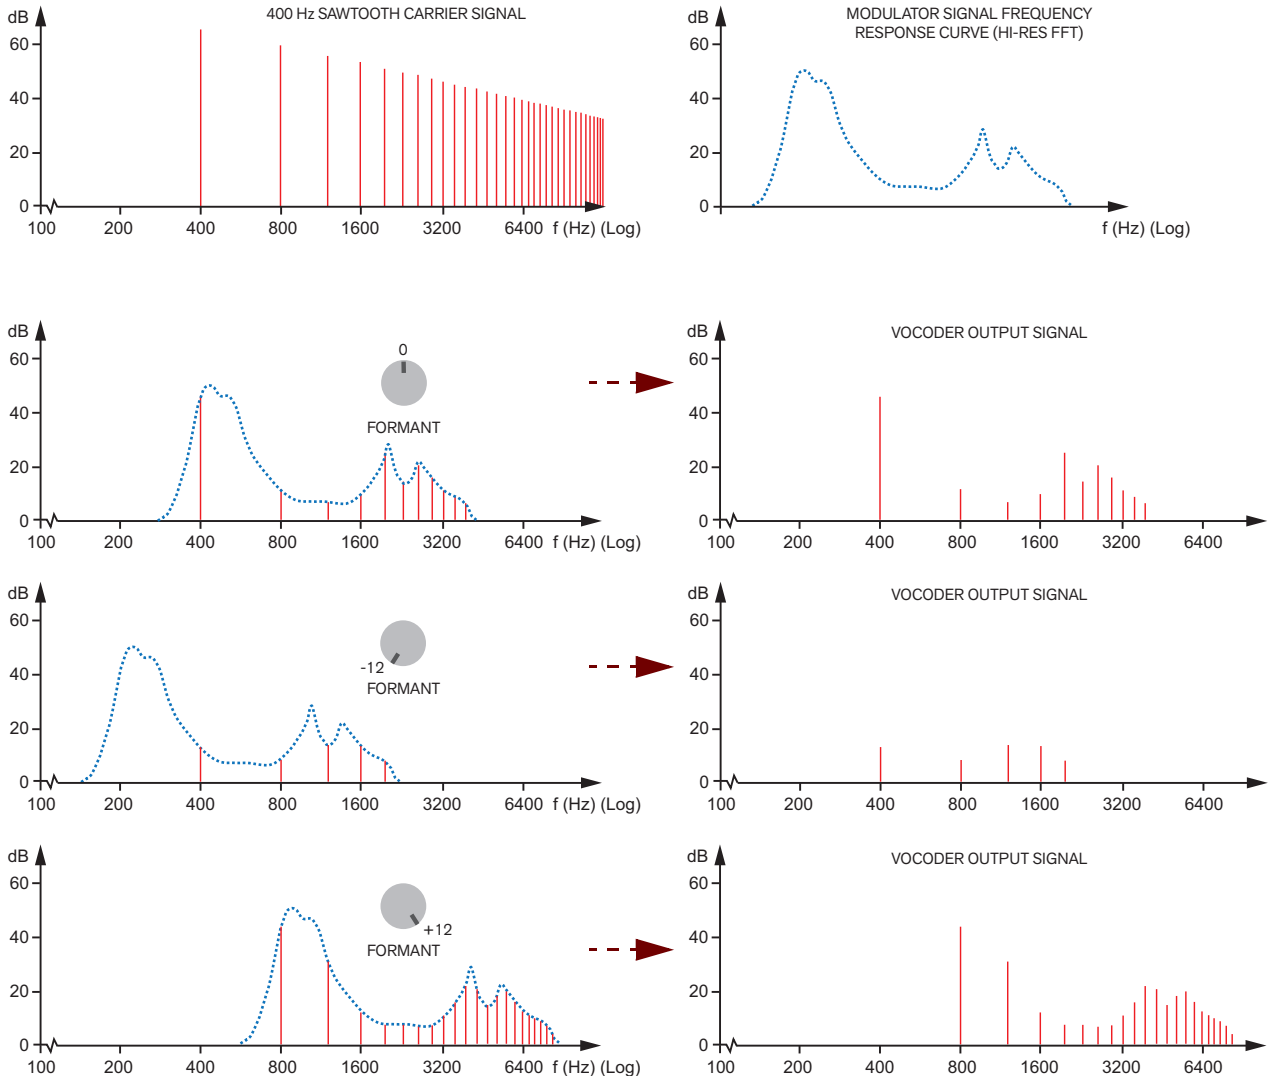 dB
400 Hz SAWTOOTH CARRIER SIGNAL
60
40
20
0
100 200 400 800 1600 3200 6400 f (Hz) (Log)
dB
MODULATOR SIGNAL FREQUENCY
RESPONSE CURVE (HI-RES FFT)
60
40
20
0
f (Hz) (Log)
dB
60
40
20
0
0
FORMANT
100 200 400 800 1600 3200 6400 f (Hz) (Log)
dB
VOCODER OUTPUT SIGNAL
60
40
20
0
100 200 400 800 1600 3200 6400
dB
60
40
20
0
-12
FORMANT
100 200 400 800 1600 3200 6400 f (Hz) (Log)
dB
VOCODER OUTPUT SIGNAL
60
40
20
0
100 200 400 800 1600 3200 6400
dB
60
40
20
0
+12
FORMANT
100 200 400 800 1600 3200 6400 f (Hz) (Log)
dB
VOCODER OUTPUT SIGNAL
60
40
20
0
100 200 400 800 1600 3200 6400